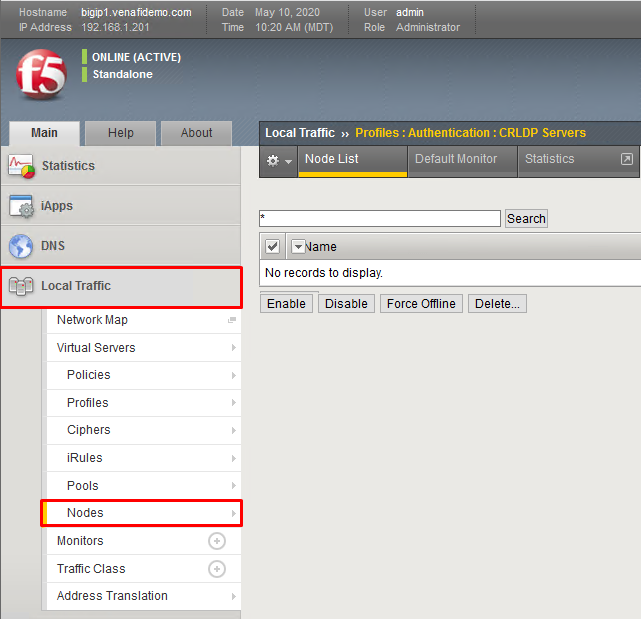 Hostname bigip1.venafidemo.com Date May 10, 2020 User admin
IP Address 192.168.1.201 Time 10:20 AM (MDT) Role Administrator
f5
ONLINE (ACTIVE)
Standalone
Main Help About
Local Traffic ›› Profiles : Authentication : CRLDP Servers
Node List Default Monitor Statistics
Statistics
iApps
DNS
Local Traffic
Network Map
Virtual Servers
Policies
Profiles
Ciphers
iRules
Pools
Nodes
Monitors
Traffic Class
Address Translation
* Search
Name
No records to display.
Enable Disable Force Offline Delete...